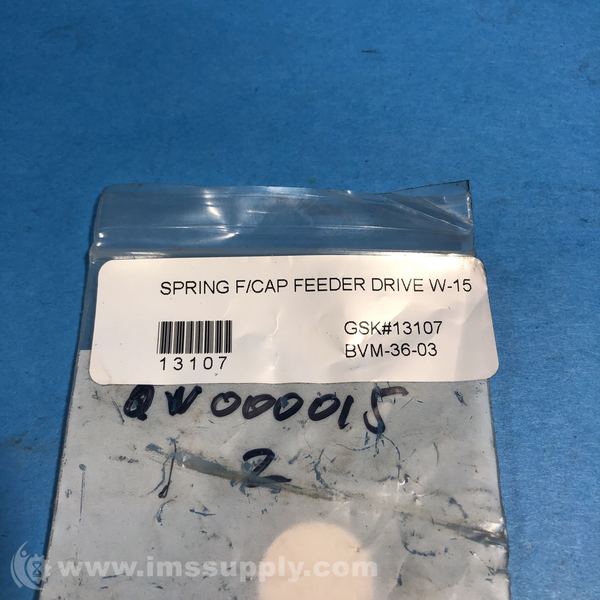 SPRING F/CAP FEEDER DRIVE W-15
GSK#13107
13107
BVM-36-03
QW000015
2
www.imssupply.com